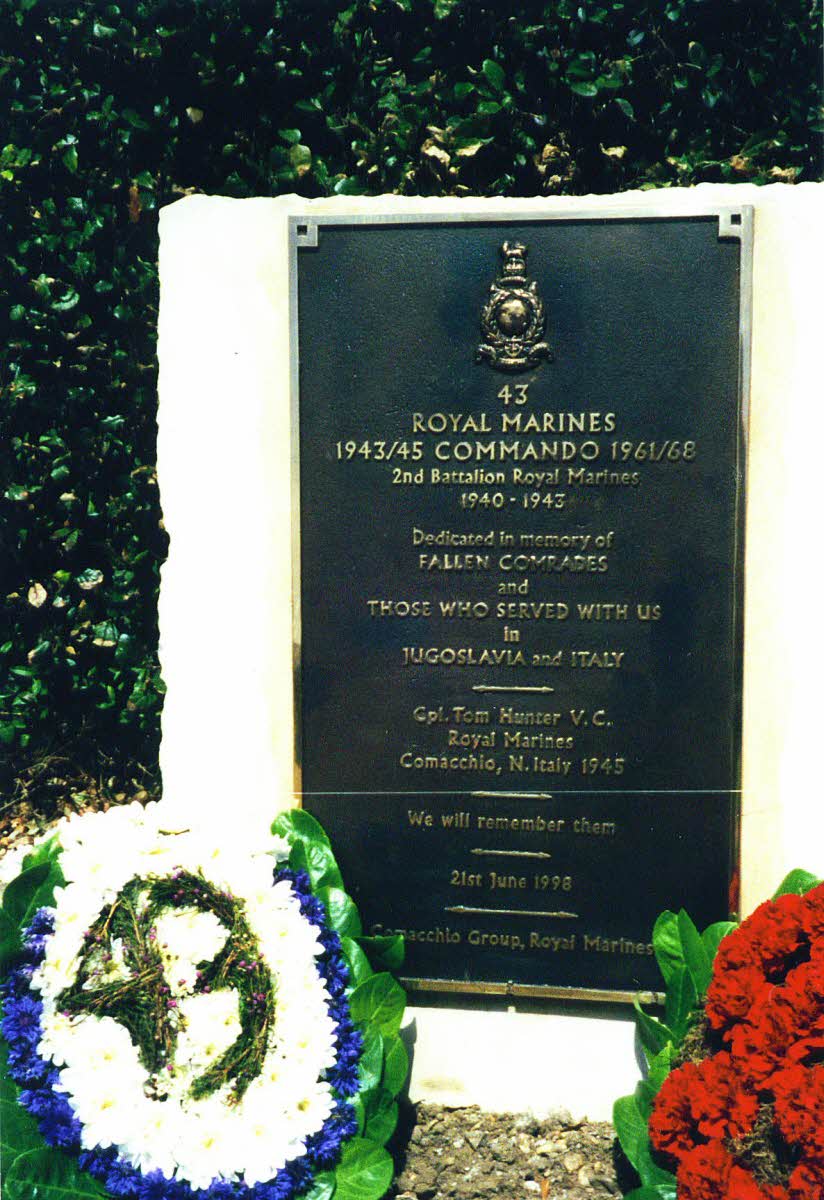 43
ROYAL MARINES
1943/45 COMMANDO 1961/68
2nd Battalion Royal Marines
1940 - 1943
Dedicated in memory of
FALLEN COMRADES
and
THOSE WHO SERVED WITH US
in
JUGOSLAVIA and ITALY
Cpl. Tom Hunter V.C.
Royal Marines
Comacchio, N. Italy 1945
We will remember them
21st June 1998
Comacchio Group, Royal Marines
43